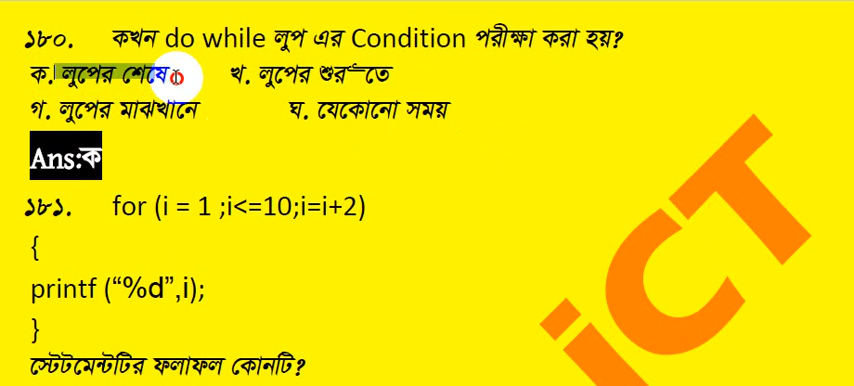 ১৮০. কখন do while লুপ এর Condition পরীক্ষা করা হয়?
ক. লুপের শেষে খ. লুপের শুরুতে
গ. লুপের মাঝখানে ঘ. যেকোনো সময়
Ans:ক
১৮১. for (i = 1 ;i<=10;i=i+2)
{
printf (“%d”,i);
}
স্টেটমেন্টটির ফলাফল কোনটি?
iCT